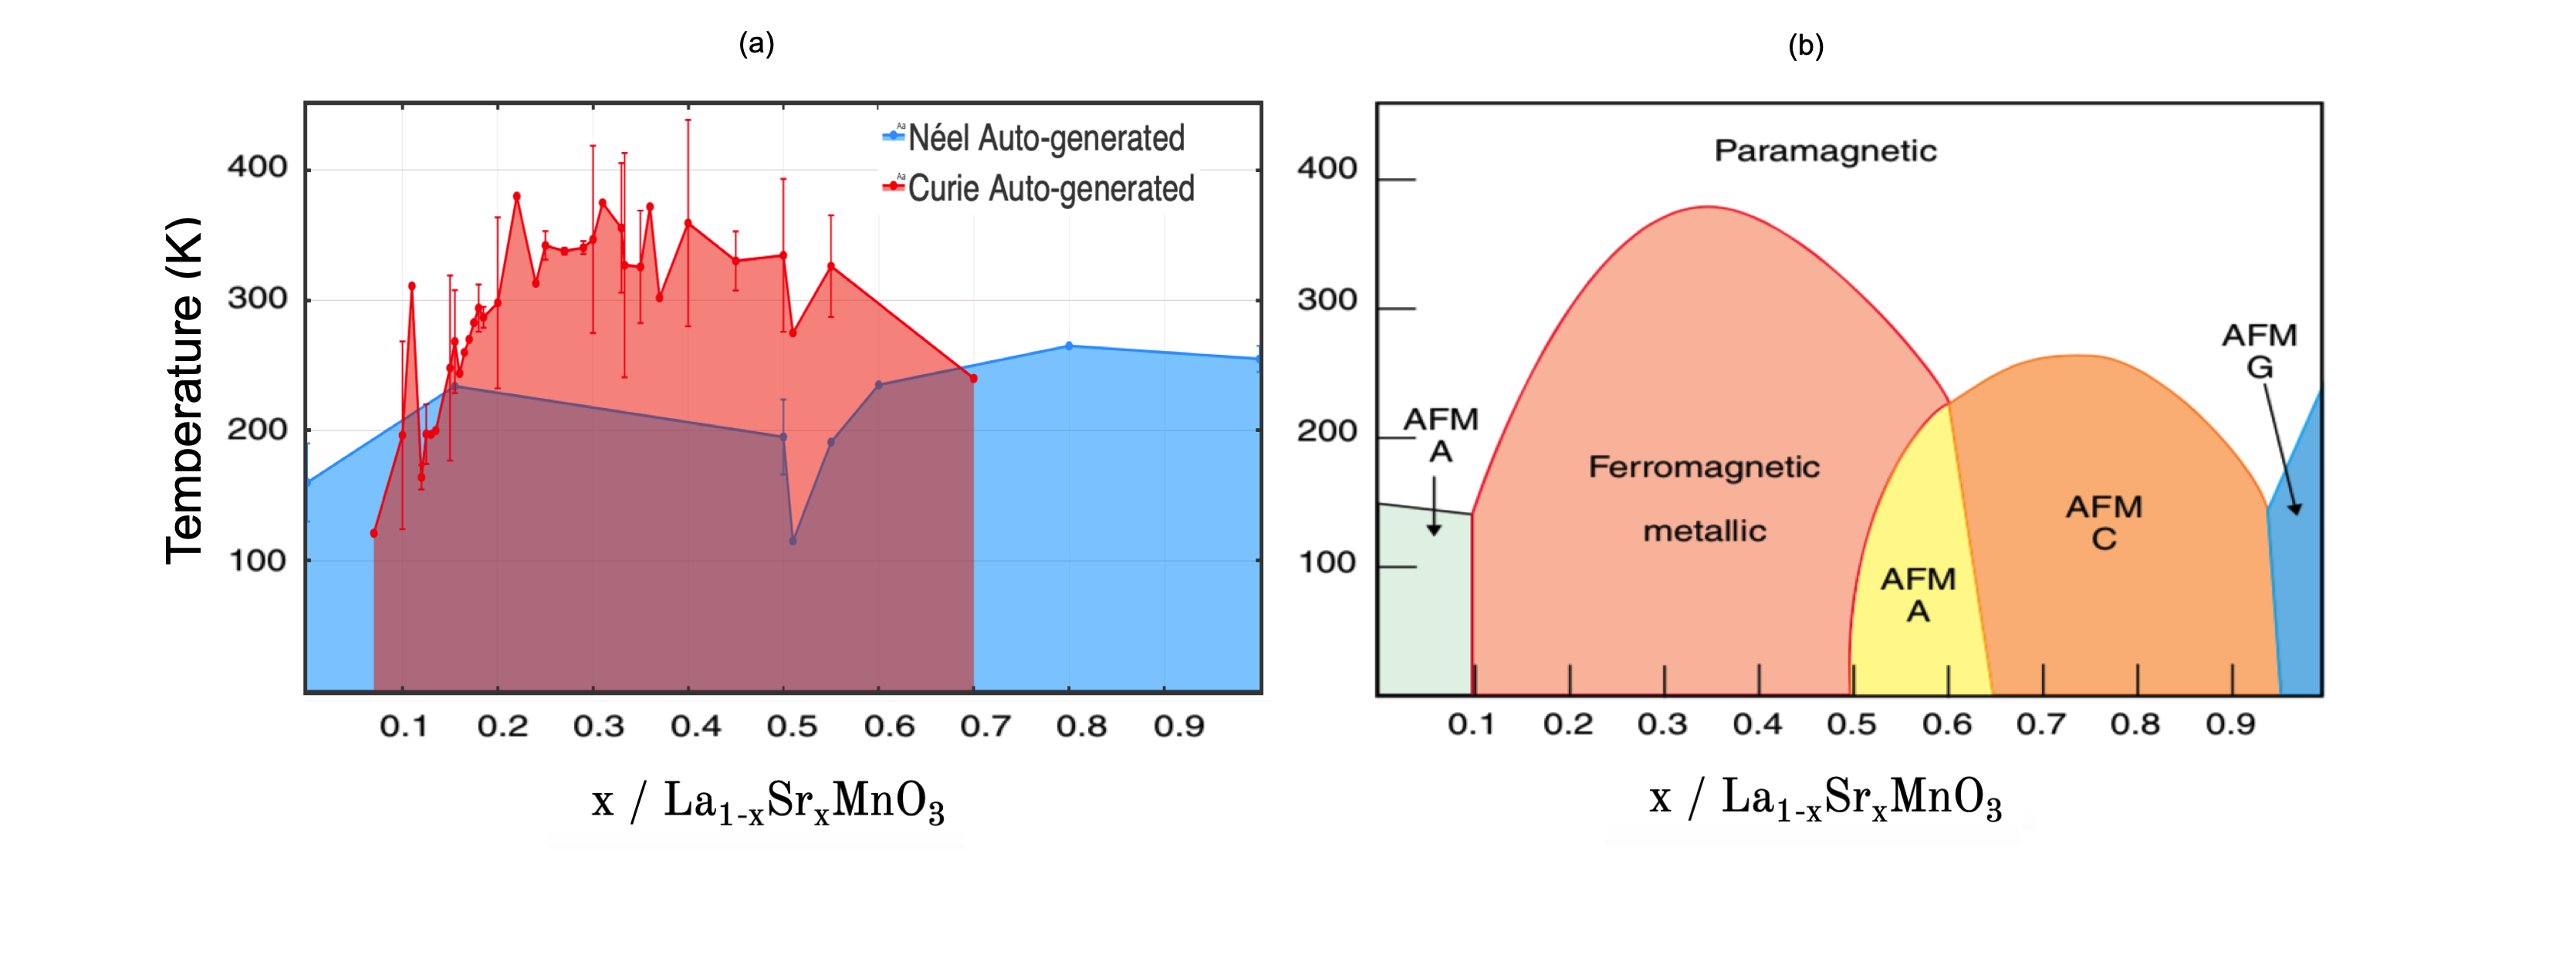 (a)
Aa Néel Auto-generated
Aa Curie Auto-generated
Temperature (K)
400
300
200
100
0.1 0.2 0.3 0.4 0.5 0.6 0.7 0.8 0.9
x / La₁₋ₓSrₓMnO₃
(b)
Paramagnetic
400
300
200
100
AFM
A
Ferromagnetic
metallic
AFM
A
AFM
C
AFM
G
0.1 0.2 0.3 0.4 0.5 0.6 0.7 0.8 0.9
x / La₁₋ₓSrₓMnO₃